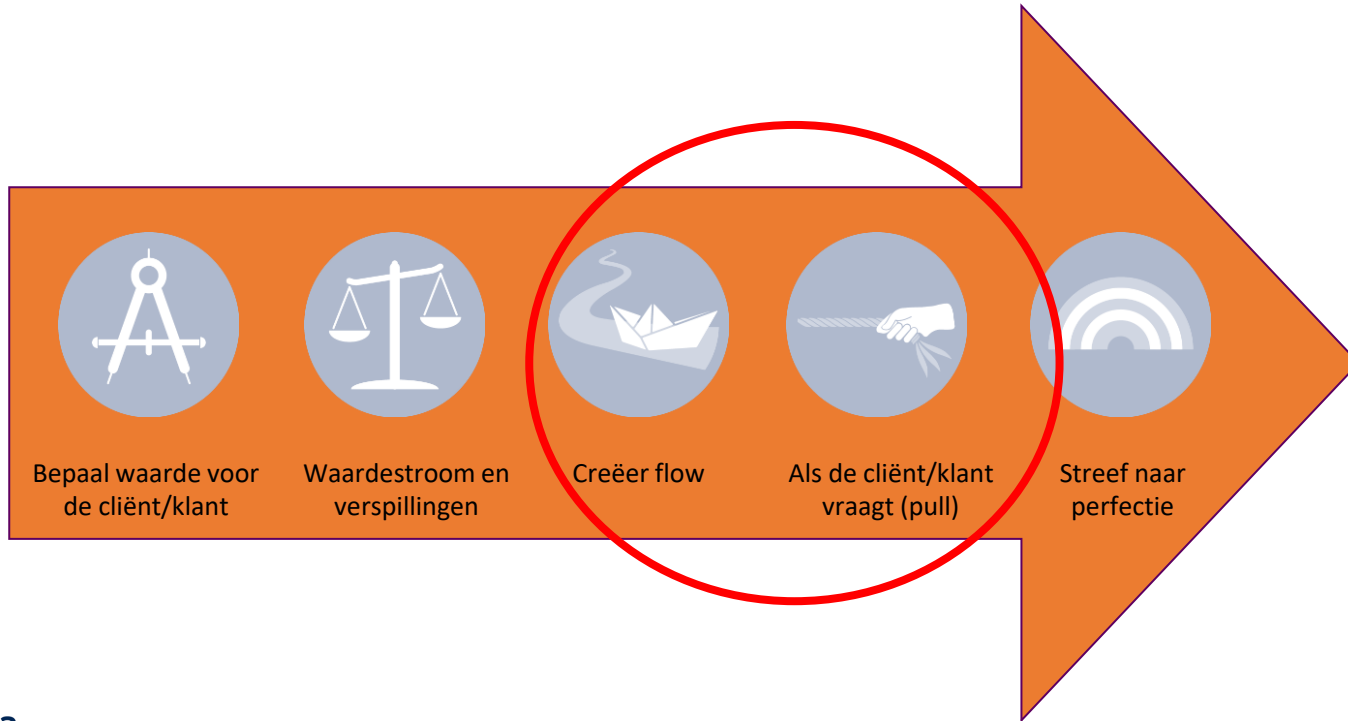 Bepaal waarde voor
de cliënt/klant
Waardestroom en
verspillingen
Creëer flow
Als de cliënt/klant
vraagt (pull)
Streef naar
perfectie